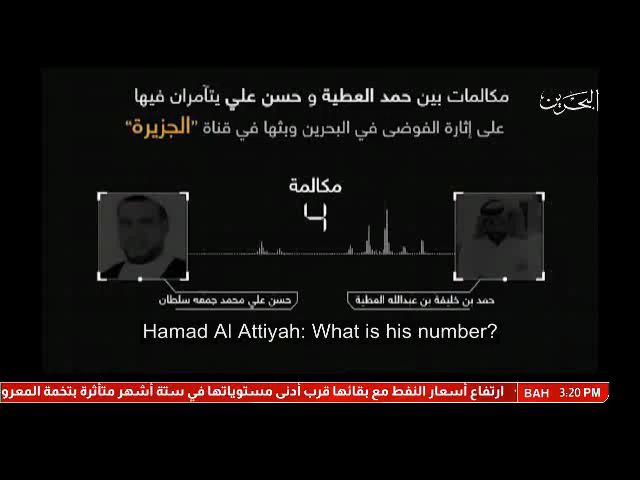 مكالمات بين حمد العطية و حسن علي يتآمران فيها
على إثارة الفوضى في البحرين وبثها في قناة "الجزيرة"
البحرين
مكالمة
4
حسن علي محمد جمعه سلطان
حمد بن خليفة بن عبدالله العطية
Hamad Al Attiyah: What is his number?
ارتفاع أسعار النفط مع بقائها قرب أدنى مستوياتها في ستة أشهر متأثرة بتخمة المعرو
BAH 3:20 PM